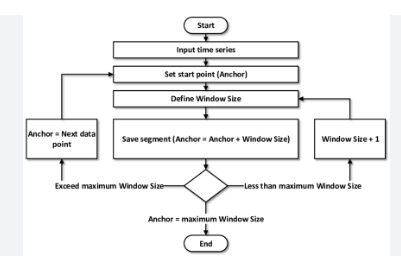 Start
Input time series
Set start point (Anchor)
Define Window Size
Anchor = Next data
point
Save segment (Anchor = Anchor + Window Size)
Window Size + 1
Exceed maximum Window Size
Less than maximum Window Size
Anchor = maximum Window Size
End